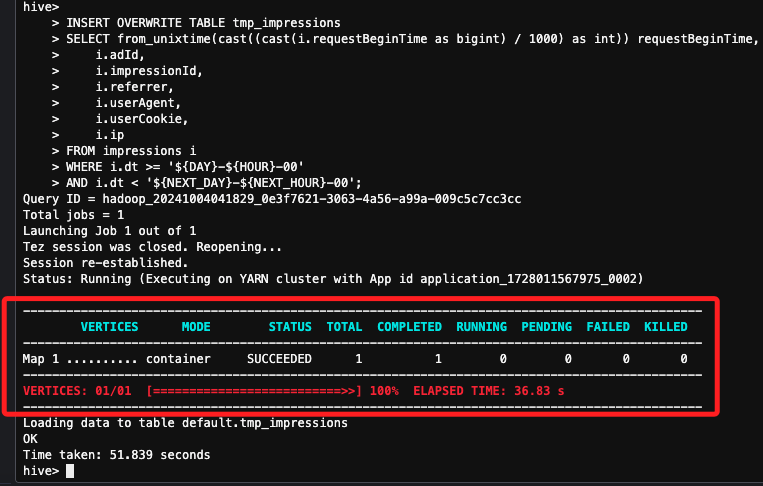 hive>
> INSERT OVERWRITE TABLE tmp_impressions
> SELECT from_unixtime(cast((cast(i.requestBeginTime as bigint) / 1000) as int)) requestBeginTime,
> i.adId,
> i.impressionId,
> i.referrer,
> i.userAgent,
> i.userCookie,
> i.ip
> FROM impressions i
> WHERE i.dt >= '${DAY}-${HOUR}-00'
> AND i.dt < '${NEXT_DAY}-${NEXT_HOUR}-00';
Query ID = hadoop_20241004041829_0e3f7621-3063-4a56-a99a-009c5c7cc3cc
Total jobs = 1
Launching Job 1 out of 1
Tez session was closed. Reopening...
Session re-established.
Status: Running (Executing on YARN cluster with App id application_1728011567975_0002)
----------------------------------------------------------------------------------------------
VERTICES MODE STATUS TOTAL COMPLETED RUNNING PENDING FAILED KILLED
----------------------------------------------------------------------------------------------
Map 1 .......... container SUCCEEDED 1 1 0 0 0 0
----------------------------------------------------------------------------------------------
VERTICES: 01/01 [==========================>>] 100% ELAPSED TIME: 36.83 s
----------------------------------------------------------------------------------------------
Loading data to table default.tmp_impressions
OK
Time taken: 51.839 seconds
hive>